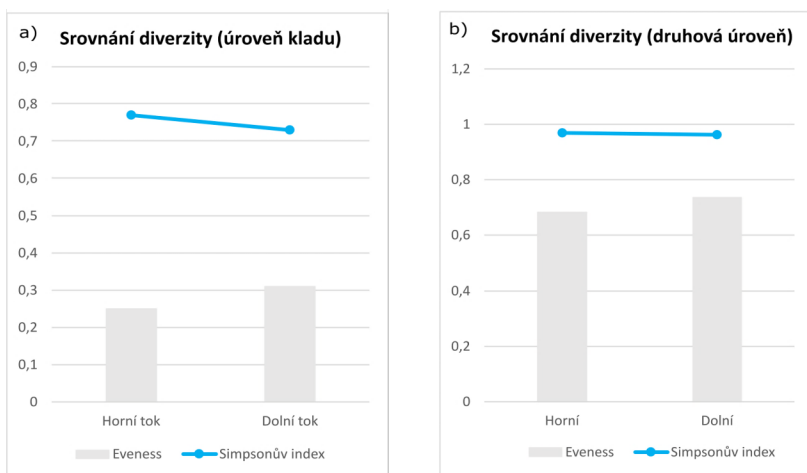 a)
Srovnání diverzity (úroveň kladu)
0,9
0,8
0,7
0,6
0,5
0,4
0,3
0,2
0,1
0
Horní tok
Dolní tok
Eveness
Simpsonův index
b)
Srovnání diverzity (druhová úroveň)
1,2
1
0,8
0,6
0,4
0,2
0
Horní
Dolní
Eveness
Simpsonův index